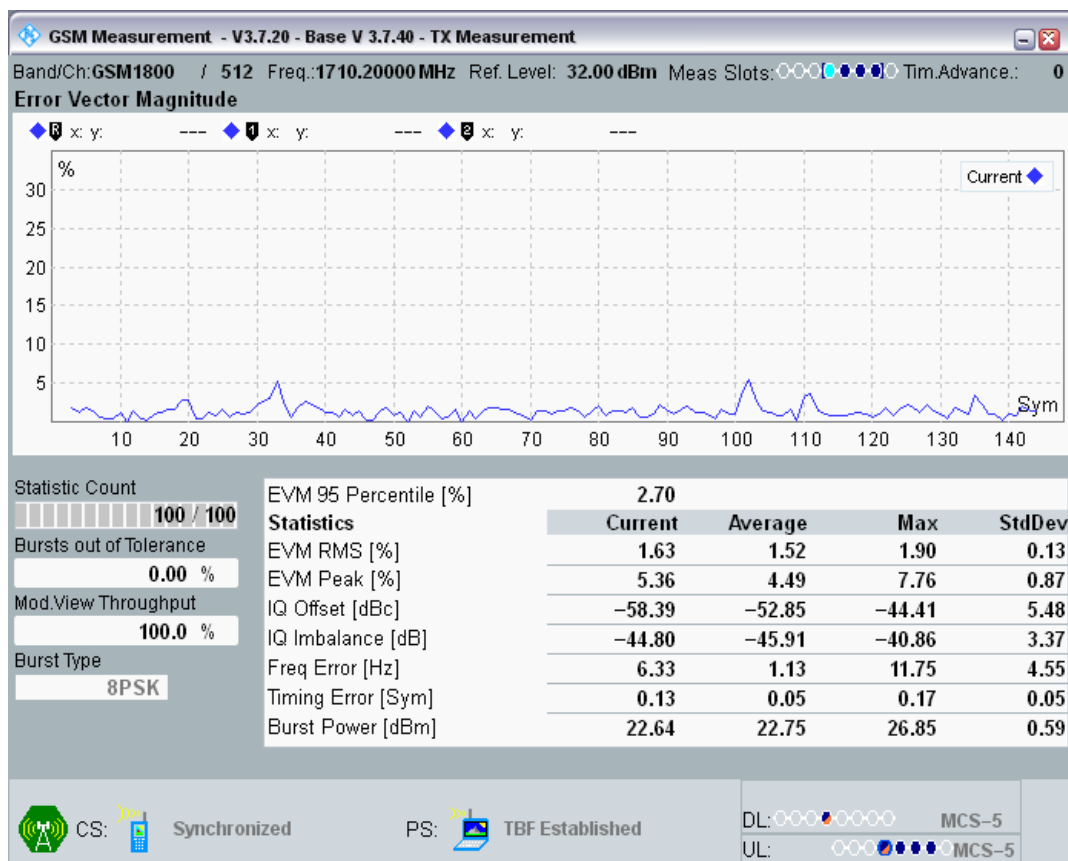 GSM Measurement - V3.7.20 - Base V 3.7.40 - TX Measurement
Band/Ch:GSM1800 / 512 Freq.:1710.20000 MHz Ref. Level: 32.00 dBm Meas Slots: Tim.Advance.: 0
Error Vector Magnitude
R x: y: --- 1 x: y: --- 2 x: y: ---
%
Current
30
25
20
15
10
5
Sym
10 20 30 40 50 60 70 80 90 100 110 120 130 140
Statistic Count
100 / 100
Bursts out of Tolerance
0.00 %
Mod.View Throughput
100.0 %
Burst Type
8PSK
EVM 95 Percentile [%] 2.70
Statistics Current Average Max StdDev
EVM RMS [%] 1.63 1.52 1.90 0.13
EVM Peak [%] 5.36 4.49 7.76 0.87
IQ Offset [dBc] −58.39 −52.85 −44.41 5.48
IQ Imbalance [dB] −44.80 −45.91 −40.86 3.37
Freq Error [Hz] 6.33 1.13 11.75 4.55
Timing Error [Sym] 0.13 0.05 0.17 0.05
Burst Power [dBm] 22.64 22.75 26.85 0.59
CS: Synchronized PS: TBF Established
DL: MCS−5
UL: MCS−5